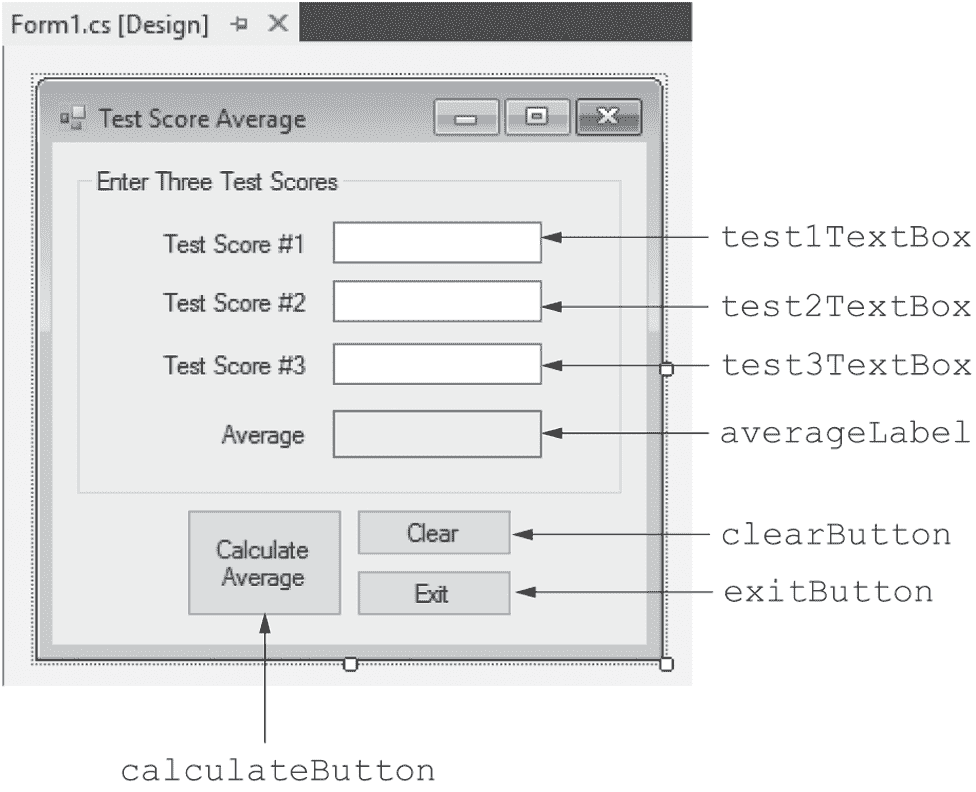 Form1.cs [Design]
Test Score Average
Enter Three Test Scores
Test Score #1
test1TextBox
Test Score #2
test2TextBox
Test Score #3
test3TextBox
Average
averageLabel
Calculate
Average
Clear
clearButton
Exit
exitButton
calculateButton